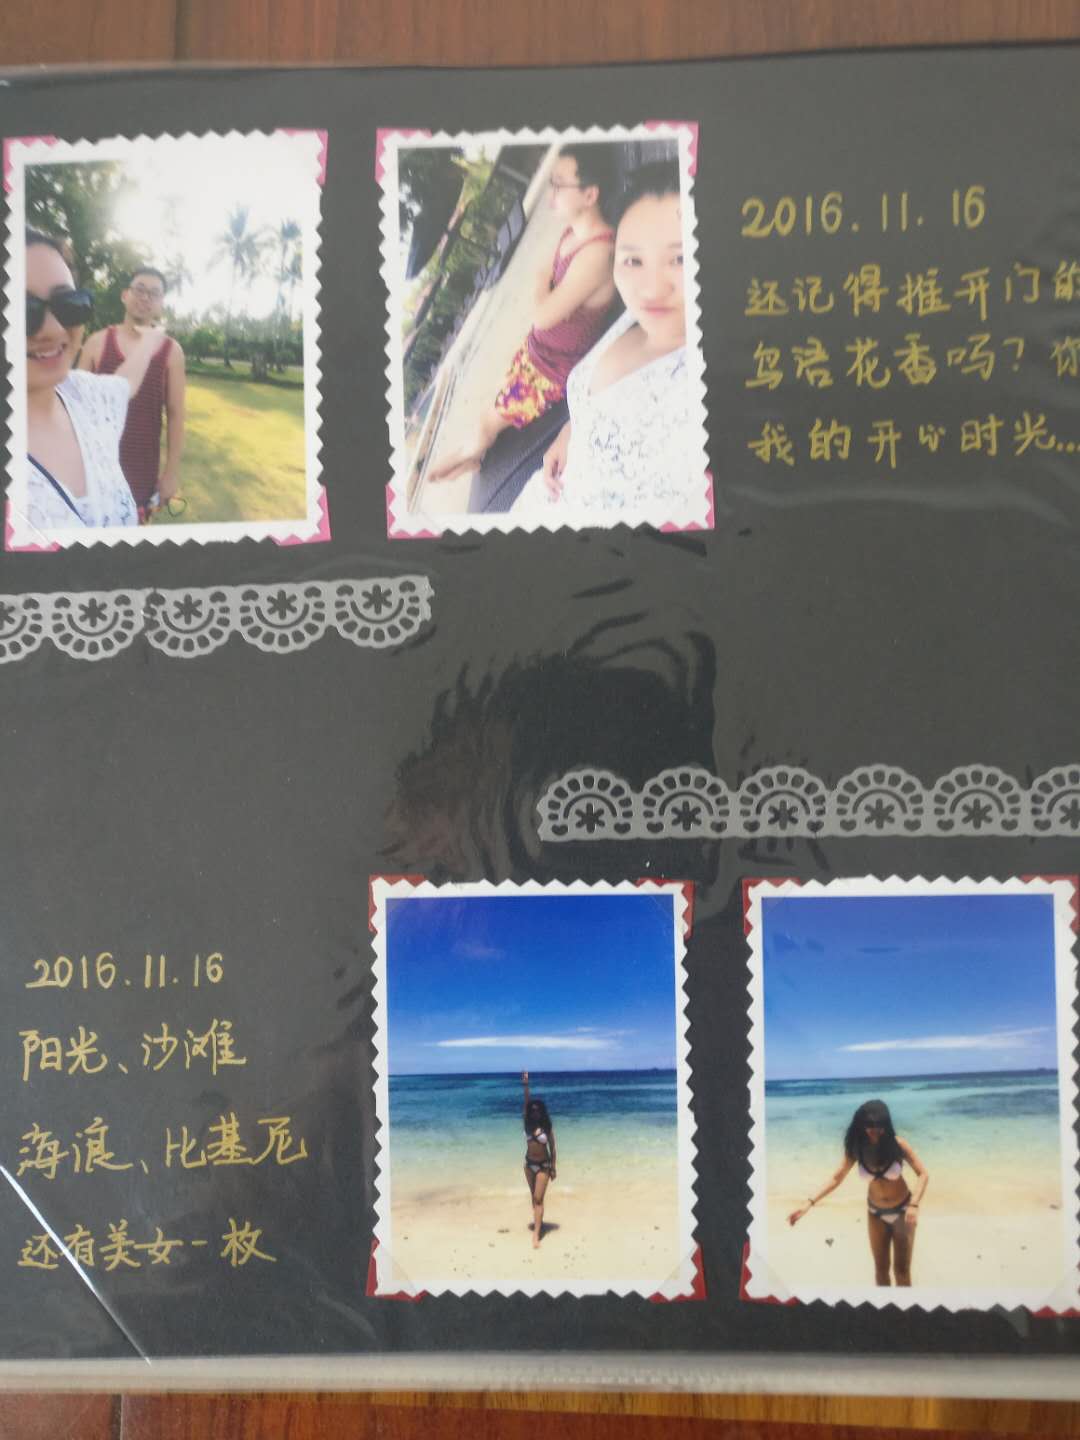 2016.11.16
还记得推开门的
鸟语花香吗？你
我的开心时光...
2016.11.16
阳光、沙滩
海浪、比基尼
还有美女一枚